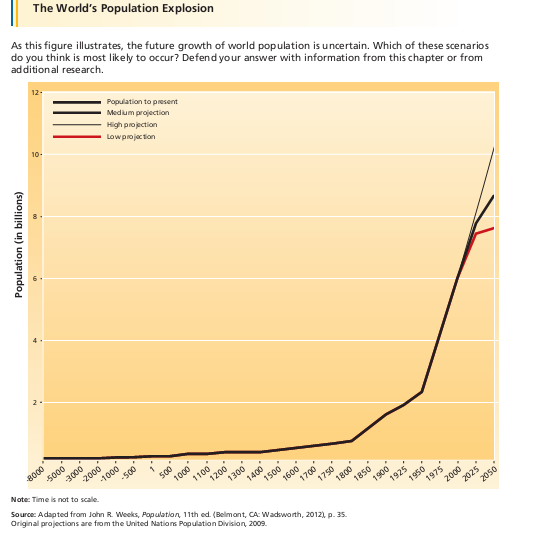 The World's Population Explosion
As this figure illustrates, the future growth of world population is uncertain. Which of these scenarios
do you think is most likely to occur? Defend your answer with information from this chapter or from
additional research.
12
Population to present
Medium projection
High projection
Low projection
10
8
6
4
2
Population (in billions)
-8000 -5000 -3000 -2000 -1000 -500 1 500 1000 1100 1200 1300 1400 1500 1600 1700 1750 1800 1850 1900 1925 1950 1975 2000 2025 2050
Note: Time is not to scale.
Source: Adapted from John R. Weeks, Population, 11th ed. (Belmont, CA: Wadsworth, 2012), p. 35.
Original projections are from the United Nations Population Division, 2009.